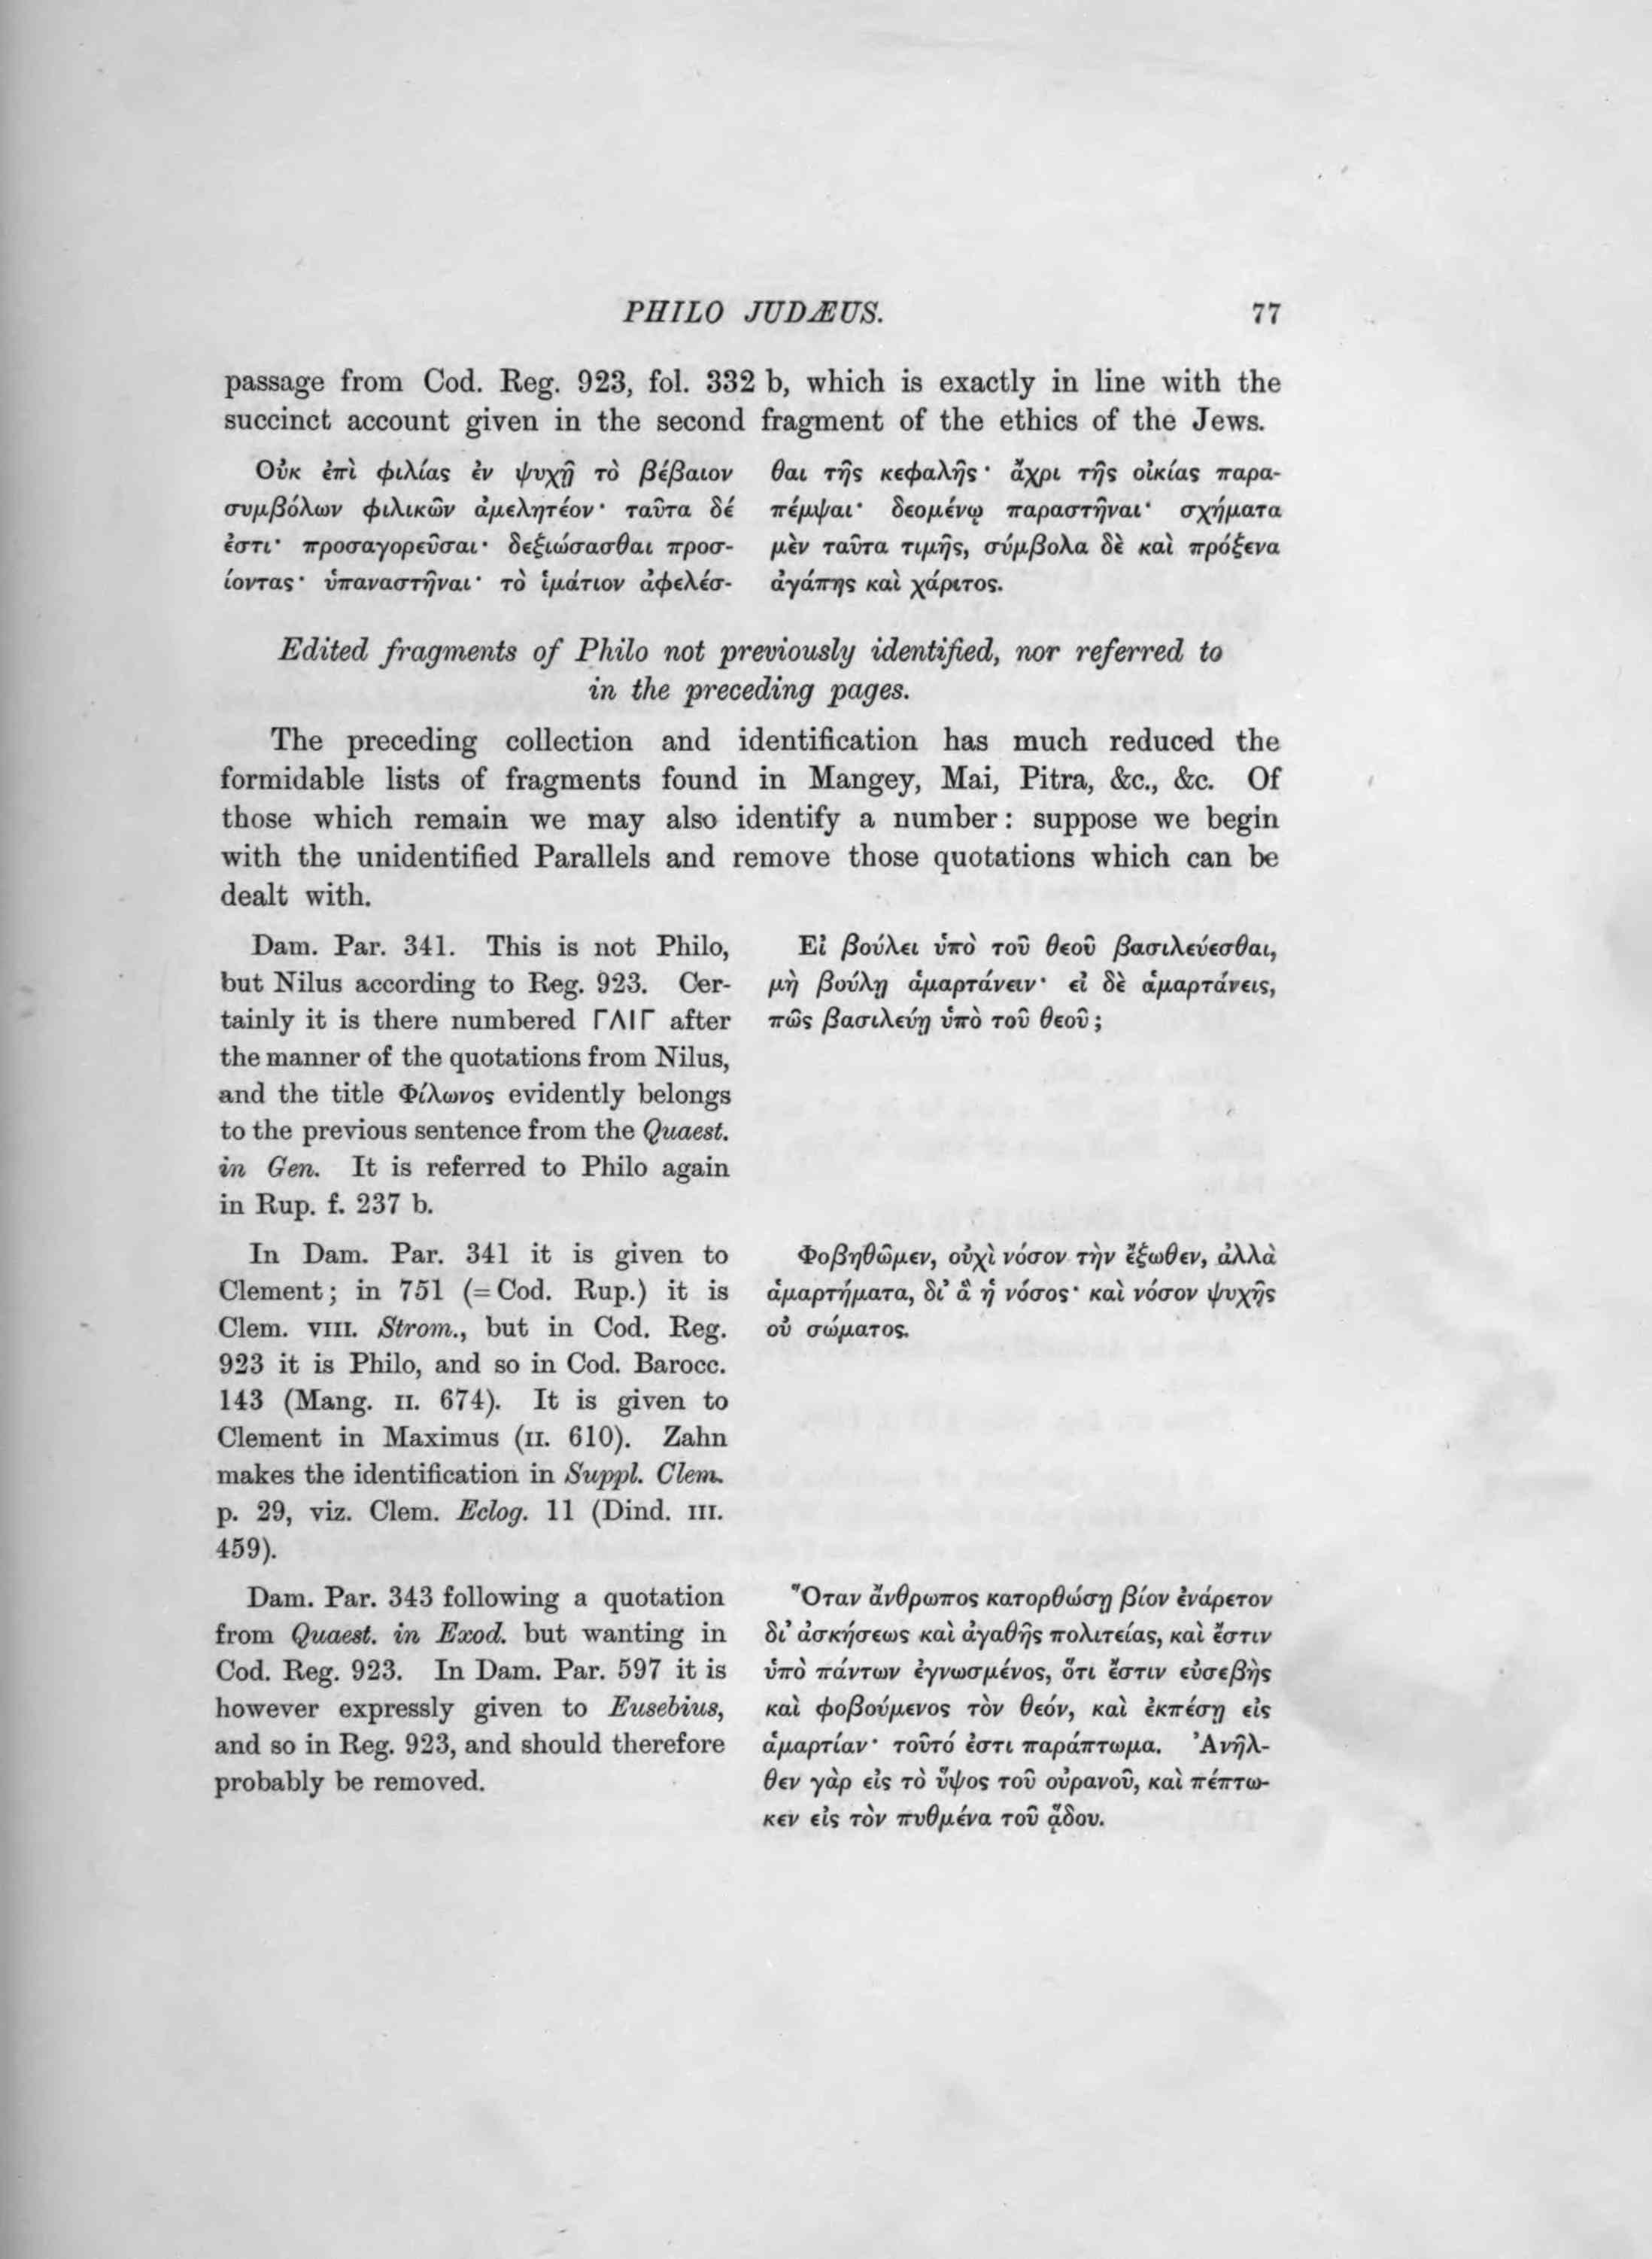 PHILO JUDÆUS. 77
passage from Cod. Reg. 923, fol. 332 b, which is exactly in line with the
succinct account given in the second fragment of the ethics of the Jews.
Οὐκ ἐπὶ φιλίας ἐν ψυχῇ τὸ βέβαιον
συμβόλων φιλικῶν ἀμελητέον· ταῦτα δέ
ἐστι· προσαγορεῦσαι· δεξιώσασθαι προσ-
ίοντας· ὑπαναστῆναι· τὸ ἱμάτιον ἀφελέσ-
θαι τῆς κεφαλῆς· ἄχρι τῆς οἰκίας παρα-
πέμψαι· δεομένῳ παραστῆναι· σχήματα
μὲν ταῦτα τιμῆς, σύμβολα δὲ καὶ πρόξενα
ἀγάπης καὶ χάριτος.
Edited fragments of Philo not previously identified, nor referred to
in the preceding pages.
The preceding collection and identification has much reduced the
formidable lists of fragments found in Mangey, Mai, Pitra, &c., &c. Of
those which remain we may also identify a number: suppose we begin
with the unidentified Parallels and remove those quotations which can be
dealt with.
Dam. Par. 341. This is not Philo,
but Nilus according to Reg. 923. Cer-
tainly it is there numbered ΓΛΙΓ after
the manner of the quotations from Nilus,
and the title Φίλωνος evidently belongs
to the previous sentence from the Quaest.
in Gen. It is referred to Philo again
in Rup. f. 237 b.
Εἰ βούλει ὑπὸ τοῦ θεοῦ βασιλεύεσθαι,
μὴ βούλῃ ἁμαρτάνειν· εἰ δὲ ἁμαρτάνεις,
πῶς βασιλεύῃ ὑπὸ τοῦ θεοῦ;
In Dam. Par. 341 it is given to
Clement; in 751 (=Cod. Rup.) it is
Clem. VIII. Strom., but in Cod. Reg.
923 it is Philo, and so in Cod. Barocc.
143 (Mang. II. 674). It is given to
Clement in Maximus (II. 610). Zahn
makes the identification in Suppl. Clem.
p. 29, viz. Clem. Eclog. 11 (Dind. III.
459).
Φοβηθῶμεν, οὐχὶ νόσον τὴν ἔξωθεν, ἀλλὰ
ἁμαρτήματα, δι' ἃ ἡ νόσος· καὶ νόσον ψυχῆς
οὐ σώματος.
Dam. Par. 343 following a quotation
from Quaest. in Exod. but wanting in
Cod. Reg. 923. In Dam. Par. 597 it is
however expressly given to Eusebius,
and so in Reg. 923, and should therefore
probably be removed.
Ὅταν ἄνθρωπος κατορθώσῃ βίον ἐνάρετον
δι' ἀσκήσεως καὶ ἀγαθῆς πολιτείας, καὶ ἔστιν
ὑπὸ πάντων ἐγνωσμένος, ὅτι ἔστιν εὐσεβὴς
καὶ φοβούμενος τὸν θεόν, καὶ ἐκπέσῃ εἰς
ἁμαρτίαν· τοῦτό ἐστι παράπτωμα. Ἀνῆλ-
θεν γὰρ εἰς τὸ ὕψος τοῦ οὐρανοῦ, καὶ πέπτω-
κεν εἰς τὸν πυθμένα τοῦ ᾅδου.